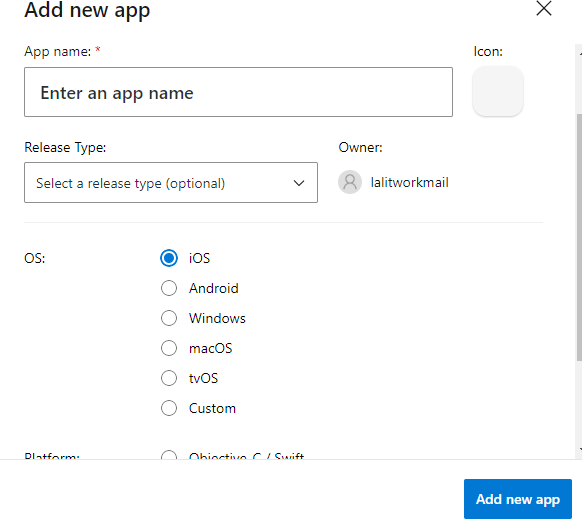 Add new app
App name: *
Icon:
Enter an app name
Release Type:
Owner:
Select a release type (optional)
lalitworkmail
OS:
iOS
Android
Windows
macOS
tvOS
Custom
Platform:
Objective-C / Swift
Add new app